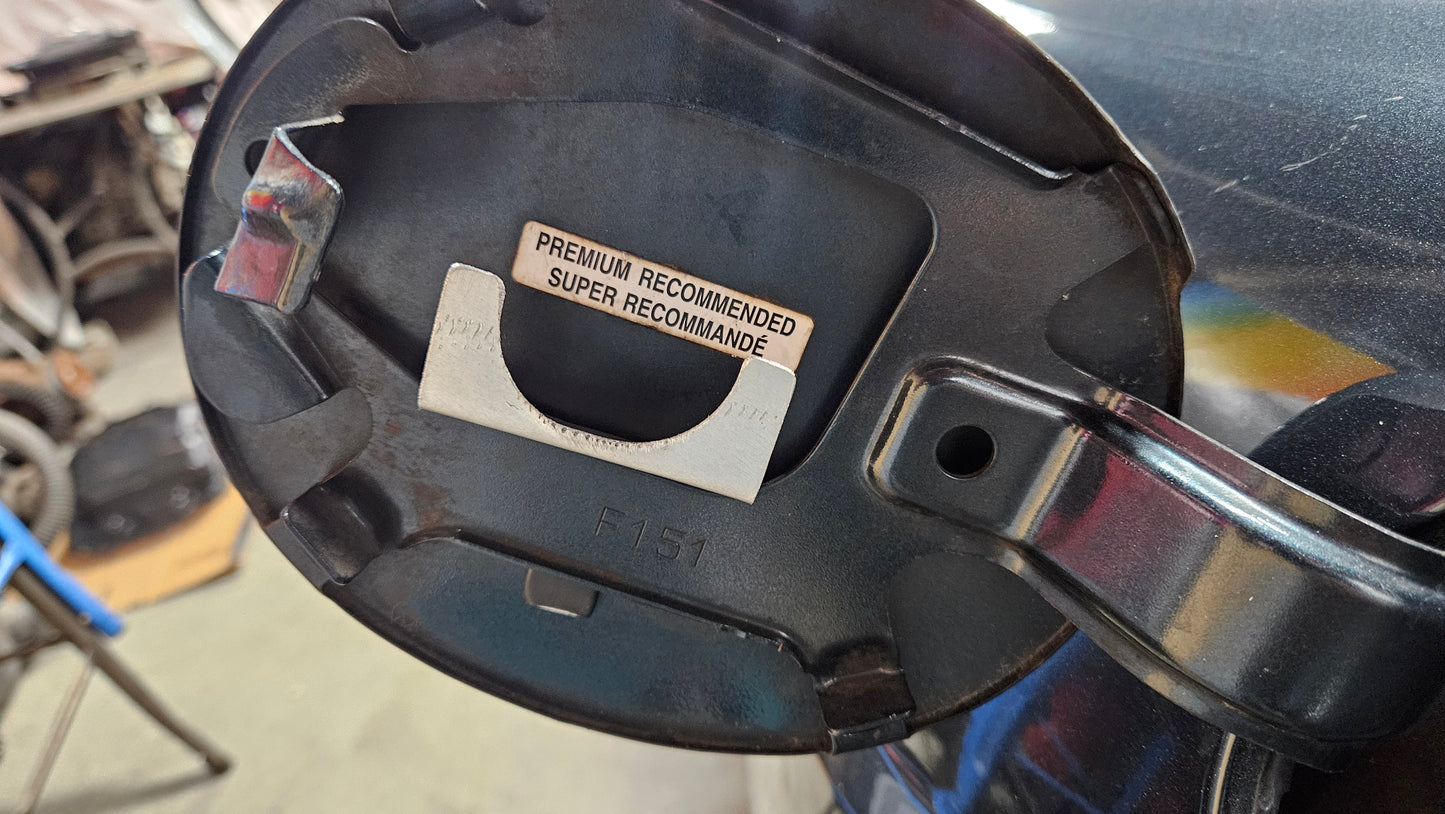 PREMIUM RECOMMENDED
SUPER RECOMMANDÉ
F151